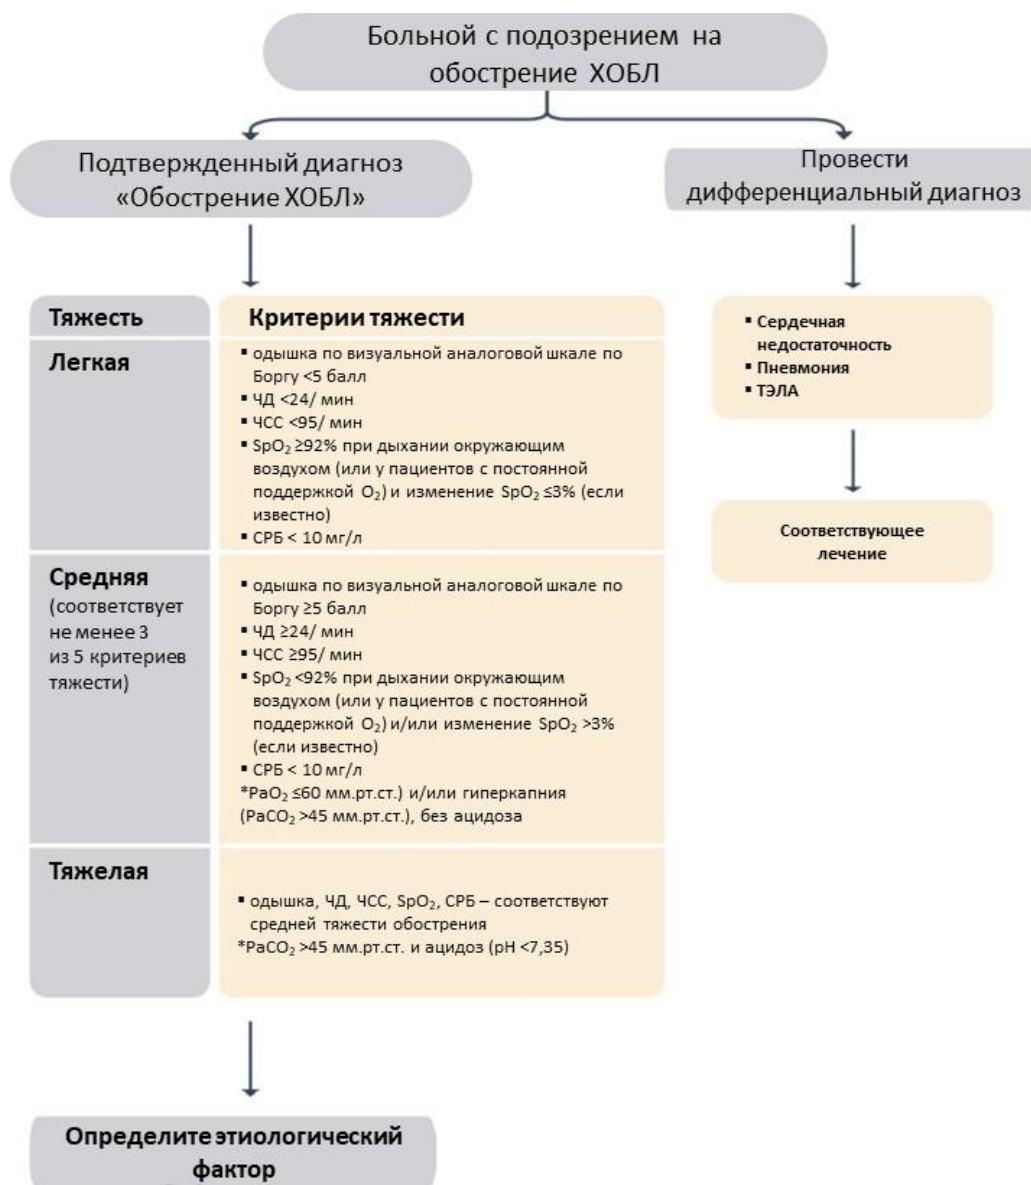 Больной с подозрением на
обострение ХОБЛ
Подтвержденный диагноз
«Обострение ХОБЛ»
Провести
дифференциальный диагноз
Тяжесть
Критерии тяжести
Легкая
▪ одышка по визуальной аналоговой шкале по
Боргу <5 балл
▪ ЧД <24/ мин
▪ ЧСС <95/ мин
▪ SpO₂ ≥92% при дыхании окружающим
воздухом (или у пациентов с постоянной
поддержкой O₂) и изменение SpO₂ ≤3% (если
известно)
▪ СРБ < 10 мг/л
Средняя
(соответствует
не менее 3
из 5 критериев
тяжести)
▪ одышка по визуальной аналоговой шкале по
Боргу ≥5 балл
▪ ЧД ≥24/ мин
▪ ЧСС ≥95/ мин
▪ SpO₂ <92% при дыхании окружающим
воздухом (или у пациентов с постоянной
поддержкой O₂) и/или изменение SpO₂ >3%
(если известно)
▪ СРБ < 10 мг/л
*PaO₂ ≤60 мм.рт.ст.) и/или гиперкапния
(PaCO₂ >45 мм.рт.ст.), без ацидоза
Тяжелая
▪ одышка, ЧД, ЧСС, SpO₂, СРБ – соответствуют
средней тяжести обострения
*PaCO₂ >45 мм.рт.ст. и ацидоз (pH <7,35)
▪ Сердечная
недостаточность
▪ Пневмония
▪ ТЭЛА
Соответствующее
лечение
Определите этиологический
фактор